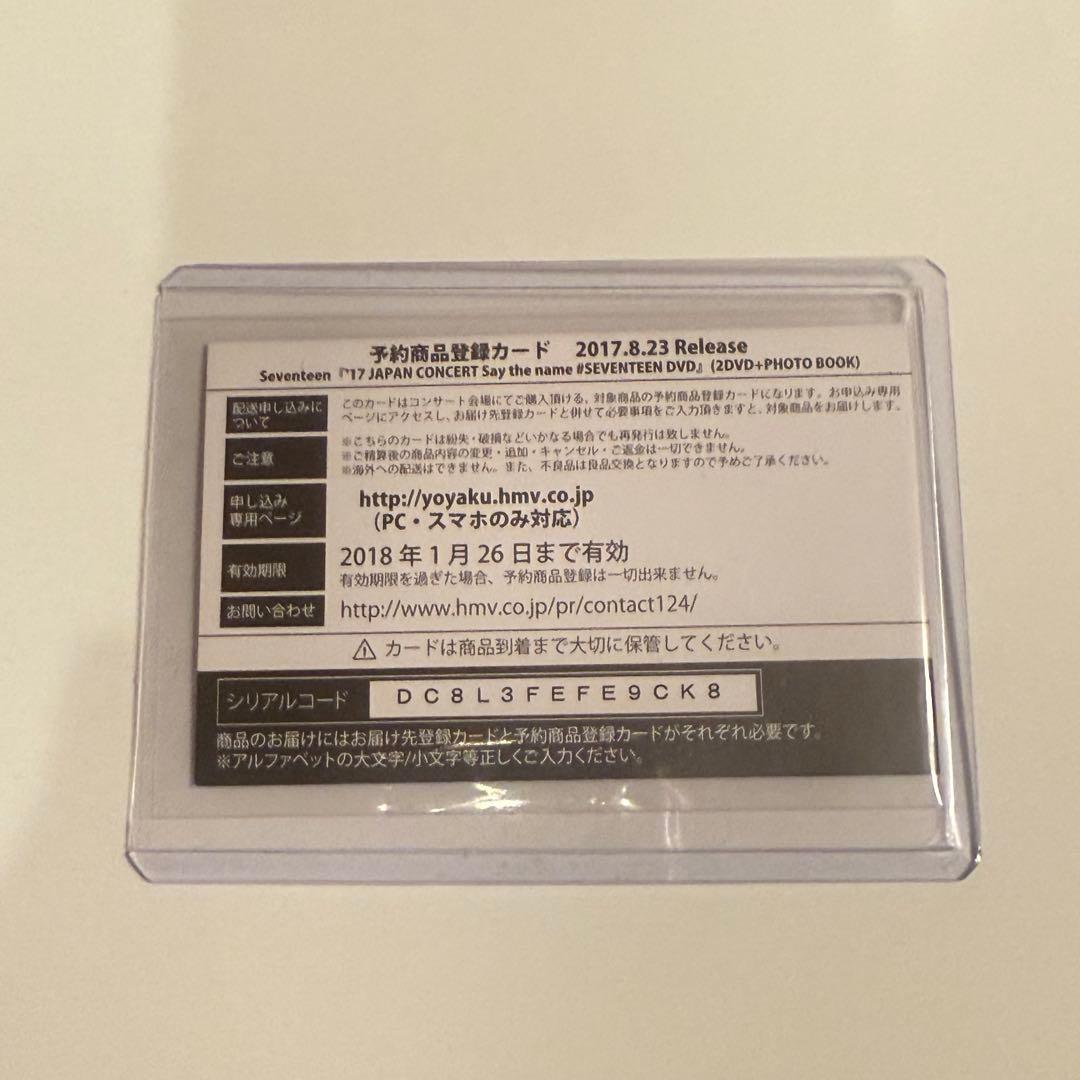 予約商品登録カード 2017.8.23 Release
Seventeen『'17 JAPAN CONCERT Say the name #SEVENTEEN DVD』(2DVD+PHOTO BOOK)
配送申し込みに
ついて
このカードはコンサート会場にてご購入頂ける、対象商品の予約商品登録カードになります。お申込み専用
ページにアクセスし、お届け先登録カードと併せて必要事項をご入力頂きますと、対象商品をお届けします。
ご注意
※こちらのカードは紛失・破損などいかなる場合でも再発行は致しません。
※ご精算後の商品内容の変更・追加・キャンセル・ご返金は一切できません。
※海外への配送はできません。また、不良品は良品交換となりますので予めご了承ください。
申し込み
専用ページ
http://yoyaku.hmv.co.jp
(PC・スマホのみ対応)
有効期限
2018年1月26日まで有効
有効期限を過ぎた場合、予約商品登録は一切出来ません。
お問い合わせ
http://www.hmv.co.jp/pr/contact124/
⚠ カードは商品到着まで大切に保管してください。
シリアルコード DC8L3FEFE9CK8
商品のお届けにはお届け先登録カードと予約商品登録カードがそれぞれ必要です。
※アルファベットの大文字/小文字等正しくご入力ください。